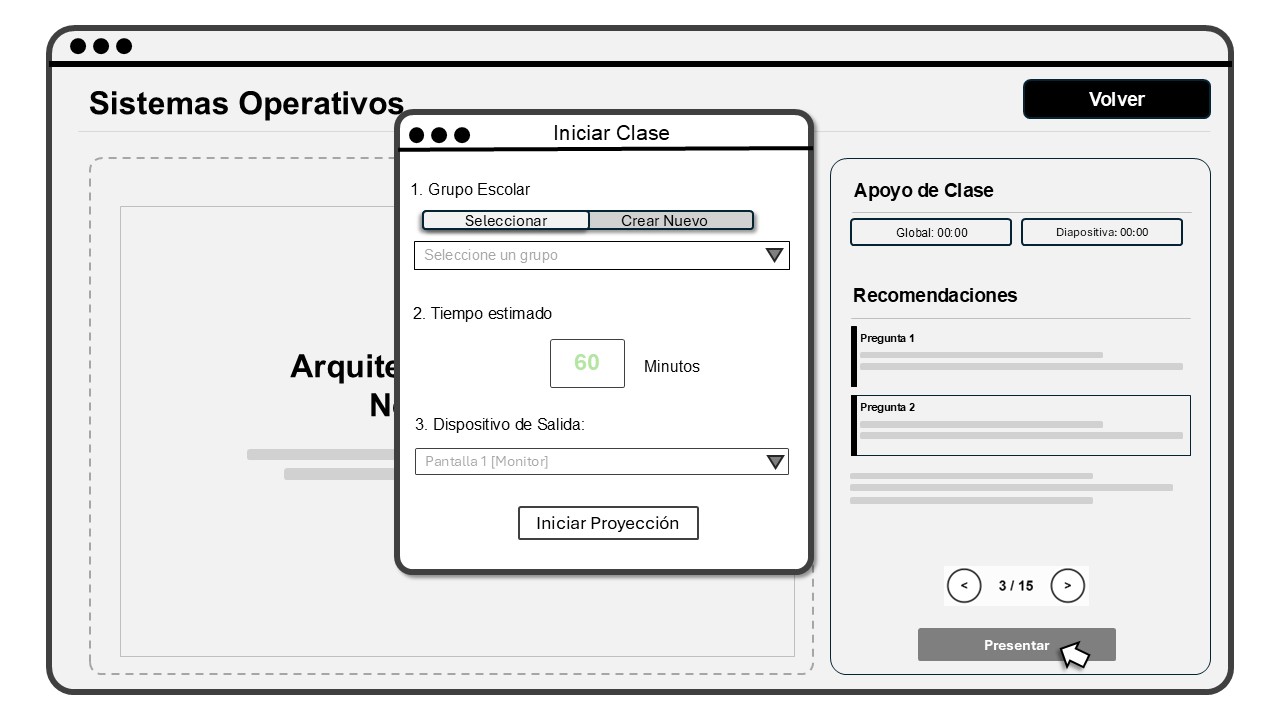 Sistemas Operativos
Volver
Iniciar Clase
1. Grupo Escolar
Seleccionar
Crear Nuevo
Seleccione un grupo
2. Tiempo estimado
60
Minutos
3. Dispositivo de Salida:
Pantalla 1 [Monitor]
Iniciar Proyección
Apoyo de Clase
Global: 00:00
Diapositiva: 00:00
Recomendaciones
Pregunta 1
Pregunta 2
< 3 / 15 >
Presentar